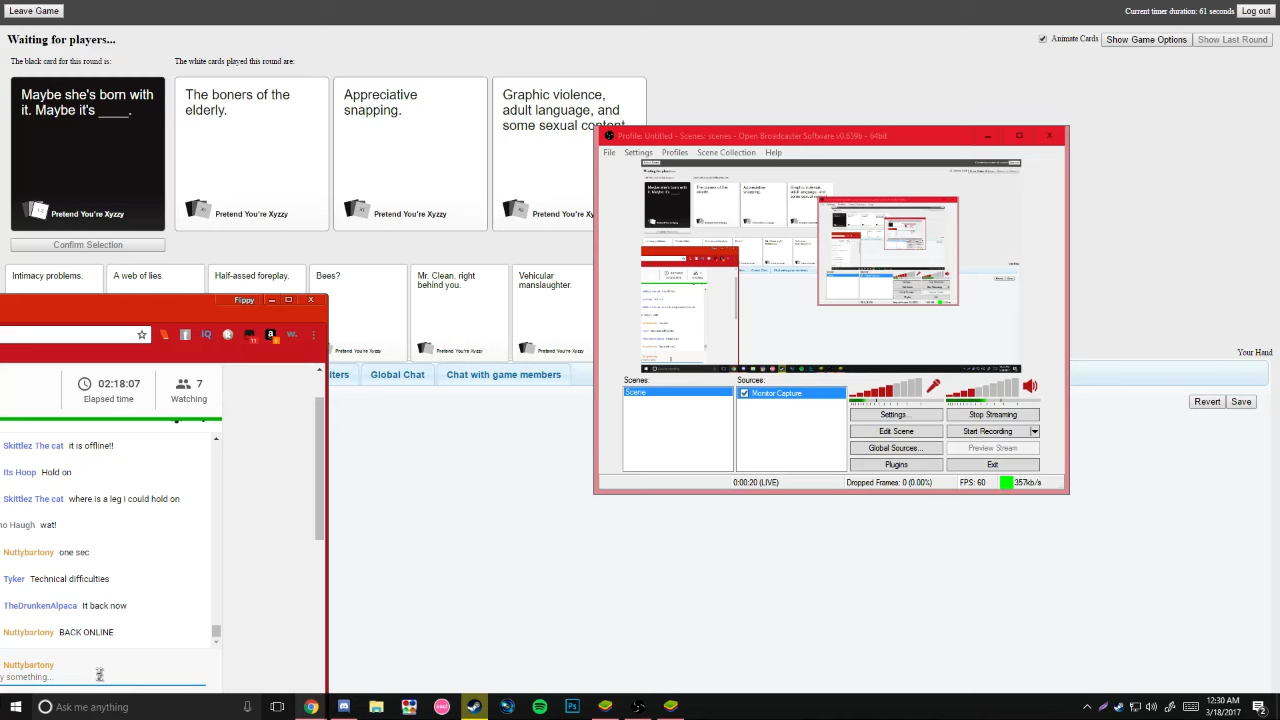 Leave Game
Current timer duration: 61 seconds
Log out
Waiting for players...
Animate Cards
Show Game Options
Show Last Round
The black card for this round is:
The white cards played this round are:
Maybe she's born with
it. Maybe it's ____.
Pretend You're Xyzzy
The boners of the
elderly.
Pretend You're Xyzzy
Appreciative
snapping.
Pretend You're Xyzzy
Graphic violence,
adult language, and
some sexual content.
Pretend You're Xyzzy
Confirm Selection
A web of lies.
Half-assed foreplay.
Bees?
Mr. Clean, right
behind you.
Pretend You're Xyzzy
Pretend You're Xyzzy
Pretend You're Xyzzy
Your Hand
Global Chat
Chat with game members
Revert
Save
Flippy
11
02:18:07
Elapsed time
7
Watching
Skittlez The cat it is offline!!
Its Hoop Hold on
Skittlez The cat where is a leg I could hold on
no Haugh wat!
Nuttybartony one sec
Tyker Technical difficulties
TheDrunkenAlpaca It back now
Nuttybartony BACK ONLINE
Nuttybartony
y something...
Profile: Untitled - Scenes: scenes - Open Broadcaster Software v0.659b - 64bit
File Settings Profiles Scene Collection Help
Scenes:
Scene
Sources:
Monitor Capture
Settings...
Stop Streaming
Edit Scene
Start Recording
Global Sources...
Preview Stream
Plugins
Exit
0:00:20 (LIVE)
Dropped Frames: 0 (0.00%)
FPS: 60
357kb/s
Ask me anything
12:30 AM
3/18/2017